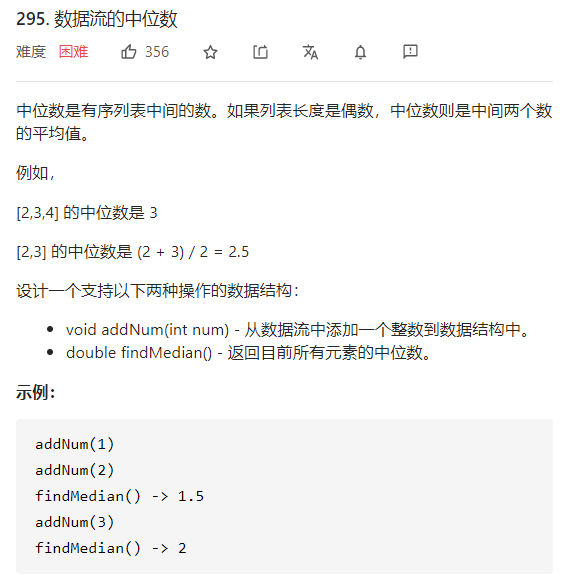 295. 数据流的中位数
难度 困难 356
中位数是有序列表中间的数。如果列表长度是偶数，中位数则是中间两个数
的平均值。
例如，
[2,3,4] 的中位数是 3
[2,3] 的中位数是 (2 + 3) / 2 = 2.5
设计一个支持以下两种操作的数据结构：
• void addNum(int num) - 从数据流中添加一个整数到数据结构中。
• double findMedian() - 返回目前所有元素的中位数。
示例：
addNum(1)
addNum(2)
findMedian() -> 1.5
addNum(3)
findMedian() -> 2